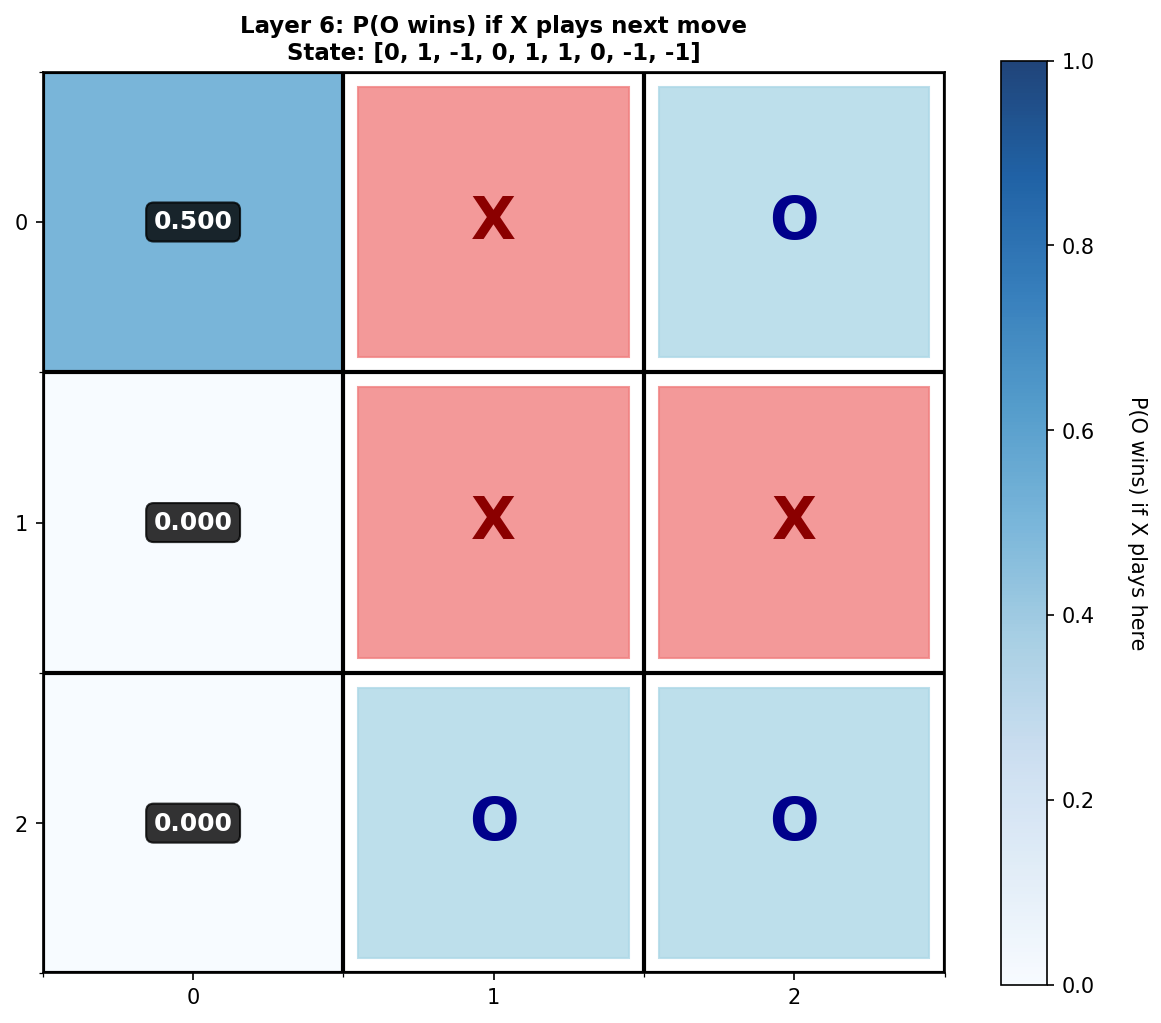 Layer 6: P(O wins) if X plays next move
State: [0, 1, -1, 0, 1, 1, 0, -1, -1]
0
0.500
X
O
1
0.000
X
X
2
0.000
O
O
0
1
2
1.0
0.8
0.6
0.4
0.2
0.0
P(O wins) if X plays here